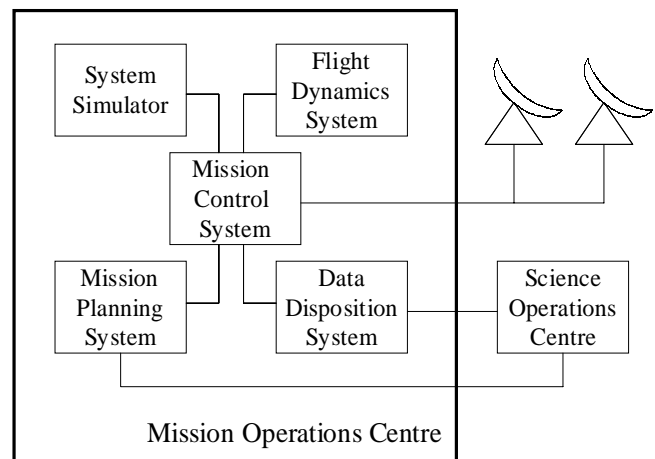 System
Simulator
Flight
Dynamics
System
Mission
Control
System
Mission
Planning
System
Data
Disposition
System
Science
Operations
Centre
Mission Operations Centre